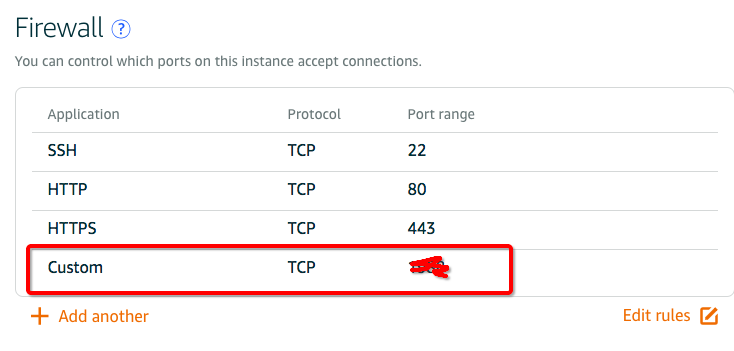 Firewall ?
You can control which ports on this instance accept connections.
Application Protocol Port range
SSH TCP 22
HTTP TCP 80
HTTPS TCP 443
Custom TCP
+ Add another Edit rules